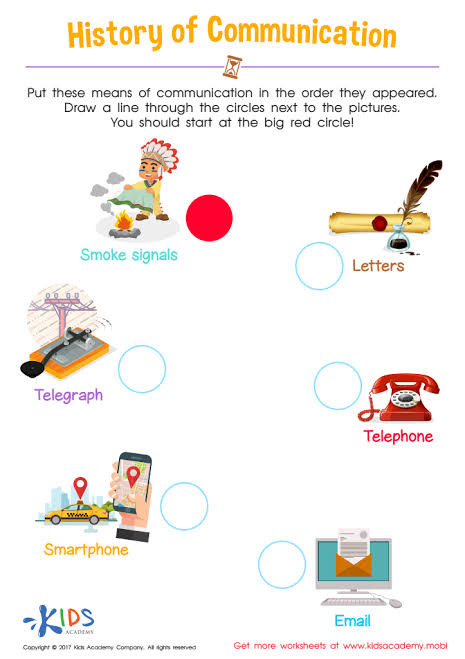 History of Communication
Put these means of communication in the order they appeared.
Draw a line through the circles next to the pictures.
You should start at the big red circle!
Smoke signals
Letters
Telegraph
Telephone
Smartphone
Email
KIDS
ACADEMY
Copyright © 2017 Kids Academy Company. All rights reserved
Get more worksheets at www.kidsacademy.mobi